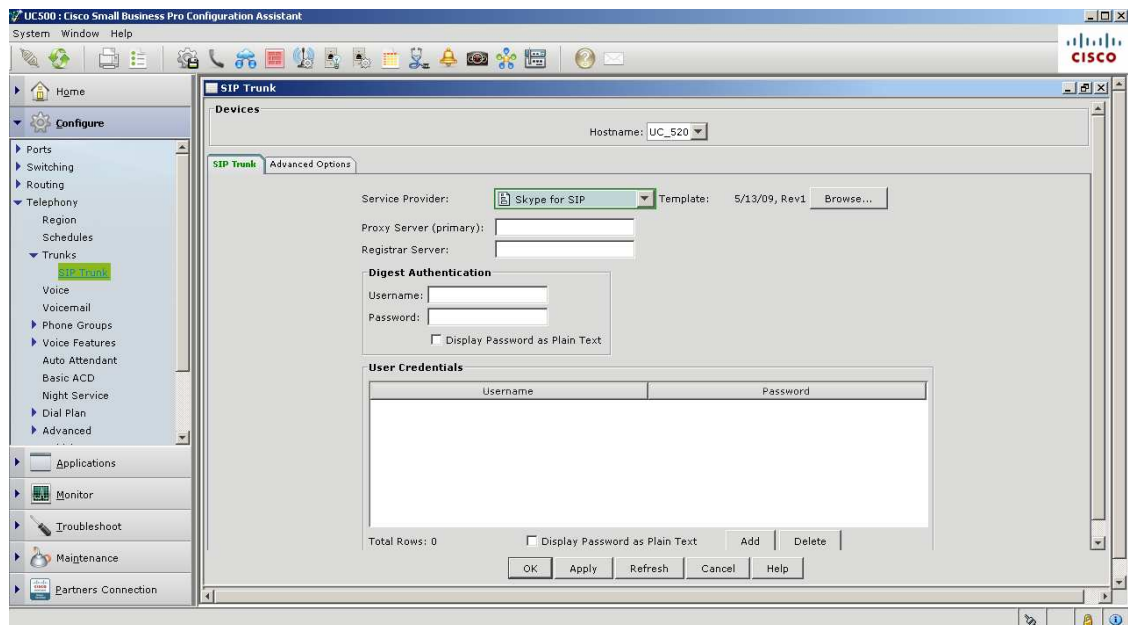 UC500 : Cisco Small Business Pro Configuration Assistant
System Window Help
CISCO
Home
Configure
Ports
Switching
Routing
Telephony
Region
Schedules
Trunks
SIP Trunk
Voice
Voicemail
Phone Groups
Voice Features
Auto Attendant
Basic ACD
Night Service
Dial Plan
Advanced
Applications
Monitor
Troubleshoot
Maintenance
Partners Connection
SIP Trunk
Devices
Hostname: UC_520
SIP Trunk Advanced Options
Service Provider: Skype for SIP Template: 5/13/09, Rev1 Browse...
Proxy Server (primary):
Registrar Server:
Digest Authentication
Username:
Password:
Display Password as Plain Text
User Credentials
Username Password
Total Rows: 0 Display Password as Plain Text Add Delete
OK Apply Refresh Cancel Help